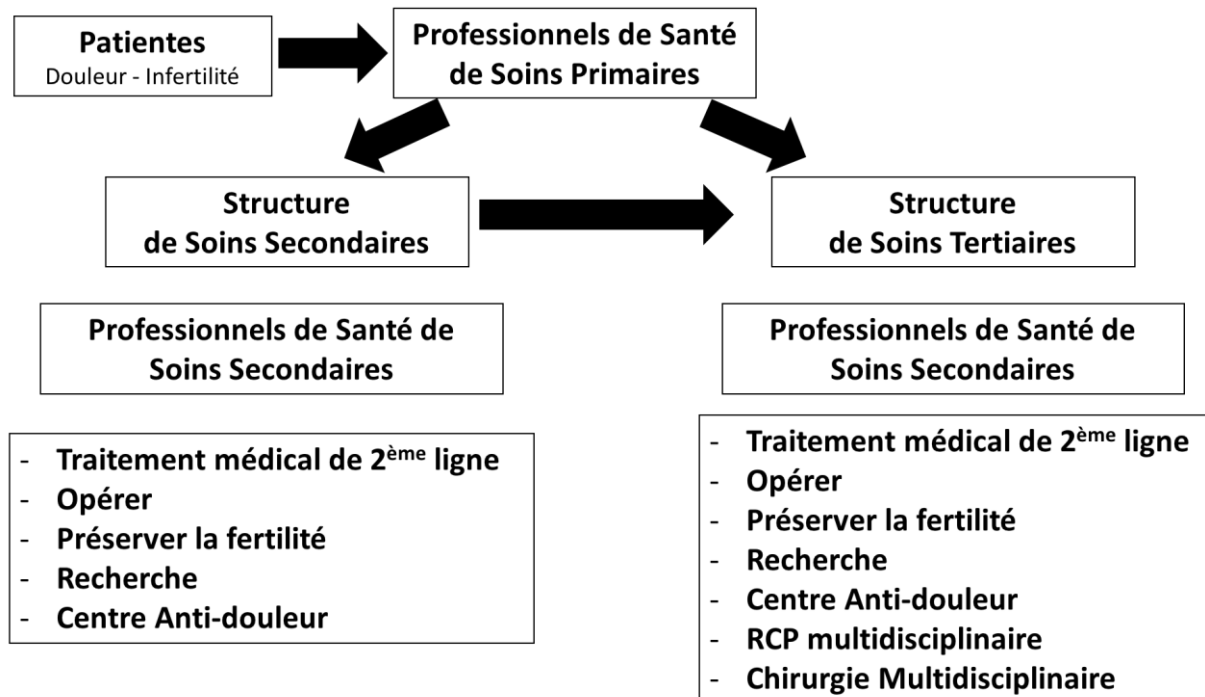 Patientes
Douleur - Infertilité
Professionnels de Santé
de Soins Primaires
Structure
de Soins Secondaires
Structure
de Soins Tertiaires
Professionnels de Santé de
Soins Secondaires
Professionnels de Santé de
Soins Secondaires
- Traitement médical de 2ème ligne
- Opérer
- Préserver la fertilité
- Recherche
- Centre Anti-douleur
- Traitement médical de 2ème ligne
- Opérer
- Préserver la fertilité
- Recherche
- Centre Anti-douleur
- RCP multidisciplinaire
- Chirurgie Multidisciplinaire